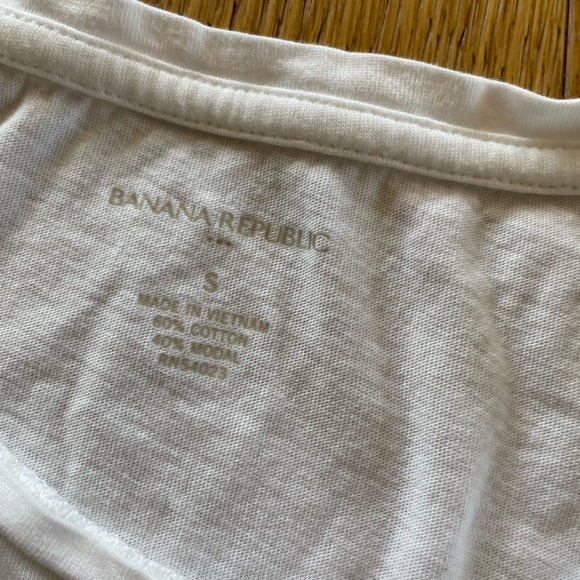 BANANA REPUBLIC
S
MADE IN VIETNAM
60% COTTON
40% MODAL
RN54023